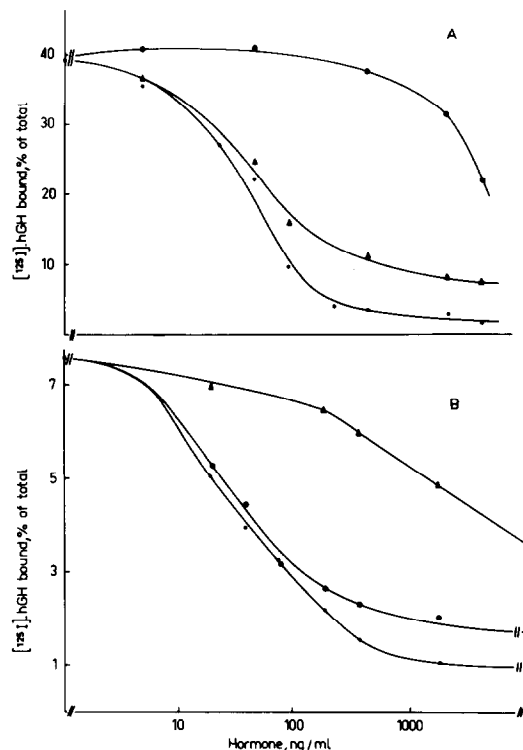 A
[¹²⁵I].hGH bound, % of total
40
30
20
10
B
[¹²⁵I].hGH bound, % of total
7
5
3
1
10
100
1000
Hormone, ng / ml